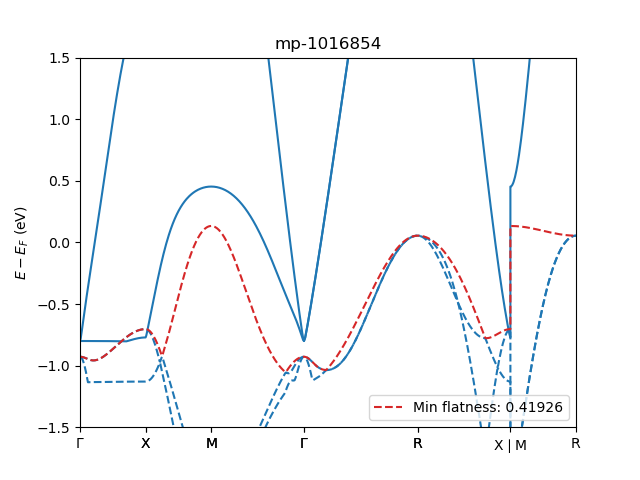 mp-1016854
E − E_F (eV)
1.5
1.0
0.5
0.0
−0.5
−1.0
−1.5
Min flatness: 0.41926
Γ X M Γ R X | M R